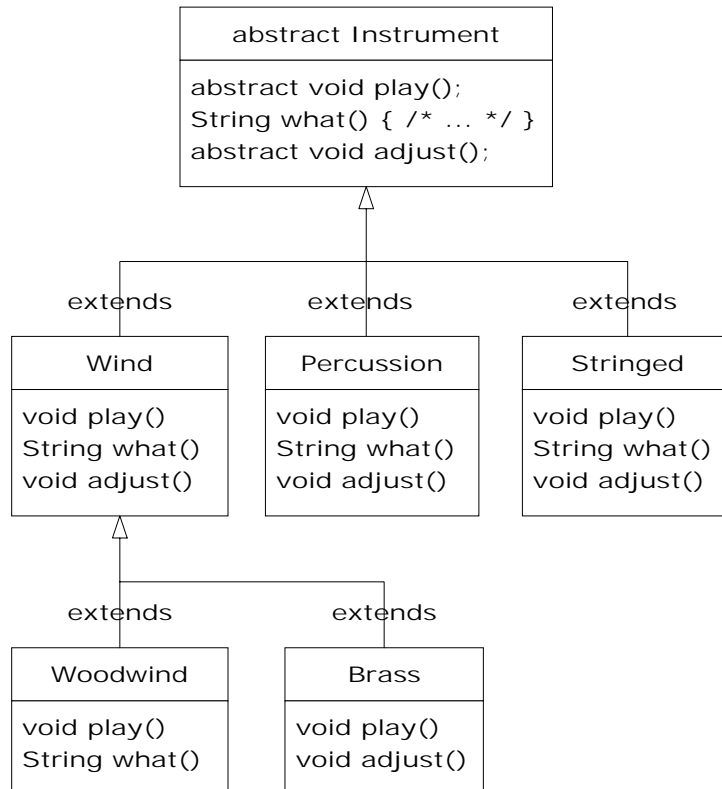 abstract Instrument
abstract void play();
String what() { /* ... */ }
abstract void adjust();
extends
extends
extends
Wind
void play()
String what()
void adjust()
Percussion
void play()
String what()
void adjust()
Stringed
void play()
String what()
void adjust()
extends
extends
Woodwind
void play()
String what()
Brass
void play()
void adjust()